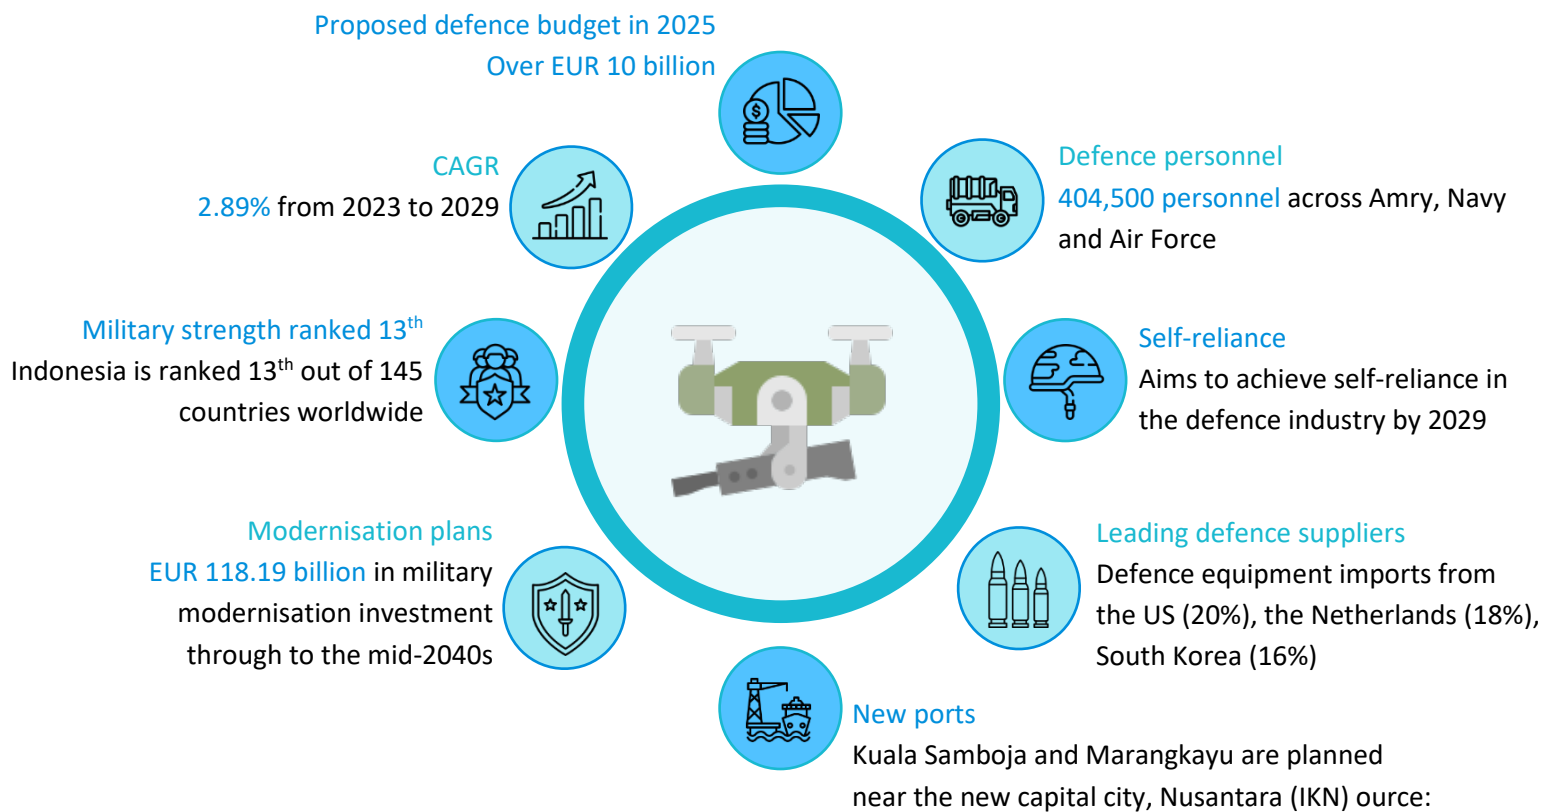 Proposed defence budget in 2025
Over EUR 10 billion
CAGR
2.89% from 2023 to 2029
Defence personnel
404,500 personnel across Amry, Navy
and Air Force
Military strength ranked 13th
Indonesia is ranked 13th out of 145
countries worldwide
Self-reliance
Aims to achieve self-reliance in
the defence industry by 2029
Modernisation plans
EUR 118.19 billion in military
modernisation investment
through to the mid-2040s
Leading defence suppliers
Defence equipment imports from
the US (20%), the Netherlands (18%),
South Korea (16%)
New ports
Kuala Samboja and Marangkayu are planned
near the new capital city, Nusantara (IKN) ource: